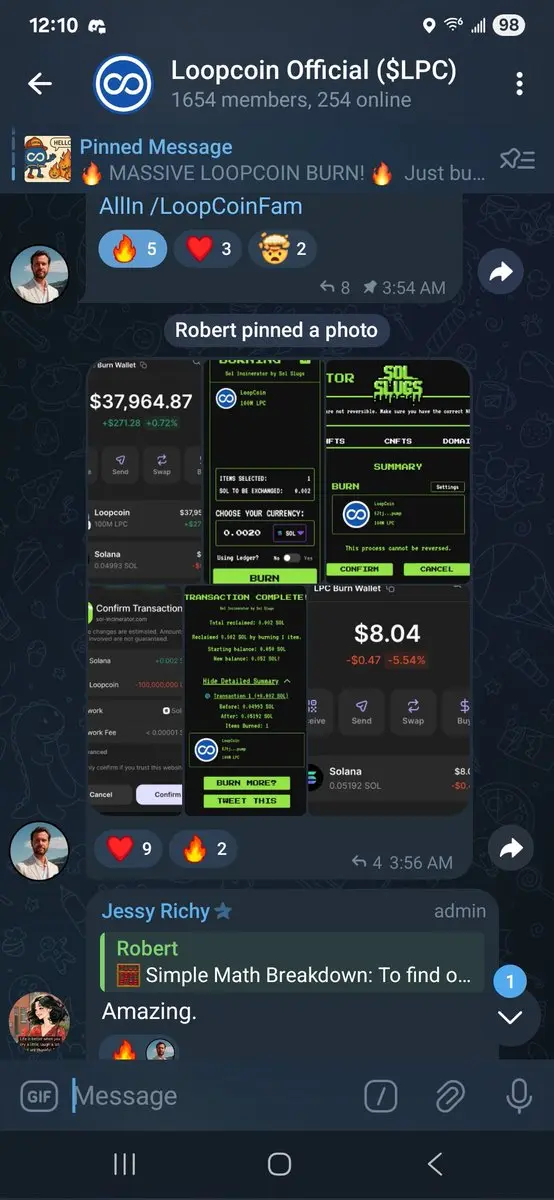 12:10
98
Loopcoin Official ($LPC)
1654 members, 254 online
HELLO
Pinned Message
🔥 MASSIVE LOOPCOIN BURN! 🔥 Just bu...
AllIn /LoopCoinFam
🔥 5 ❤️ 3 🤯 2
8 3:54 AM
Robert pinned a photo
Burn Wallet
$37,964.87
+$271.28 +0.72%
Send
Swap
Loopcoin
$37,95
100M LPC
+$27
Solana
0.04993 SOL
BURNING
Sol Incinerator by Sol Slugs
LoopCoin
100M LPC
ITEMS SELECTED: 1
SOL TO BE EXCHANGED: 0.002
CHOOSE YOUR CURRENCY:
0.0020
SOL
Using Ledger? No Yes
BURN
TOR
SOL SLUGS
are not reversible. Make sure you have the correct N
FTS
CNFTS
DOMAI
SUMMARY
BURN
Settings
LoopCoin
100M LPC
This process cannot be reversed.
CONFIRM
CANCEL
Confirm Transaction
sol-incinerator.com
changes are estimated. Amoun
involved are not guaranteed.
Solana
+0.002
Loopcoin
-100,000,000
work
Sol
work Fee
< 0.00001
anced
ly confirm if you trust this websit
Cancel
Confirm
TRANSACTION COMPLETE!
Sol Incinerator by Sol Slugs
Total reclaimed: 0.002 SOL
Reclaimed 0.002 SOL by burning 1 item.
Starting balance: 0.050 SOL
New balance: 0.052 SOL!
Hide Detailed Summary
Transaction 1 (+0.002 SOL)
Before: 0.04993 SOL
After: 0.05192 SOL
Items Burned: 1
LoopCoin
100M LPC
BURN MORE?
TWEET THIS
LPC Burn Wallet
$8.04
-$0.47 -5.54%
eive
Send
Swap
Buy
Solana
$8.0
0.05192 SOL
-$0.
❤️ 9 🔥 2
4 3:56 AM
Jessy Richy
admin
Robert
🧮 Simple Math Breakdown: To find o...
1
Amazing.
🔥
GIF
Message